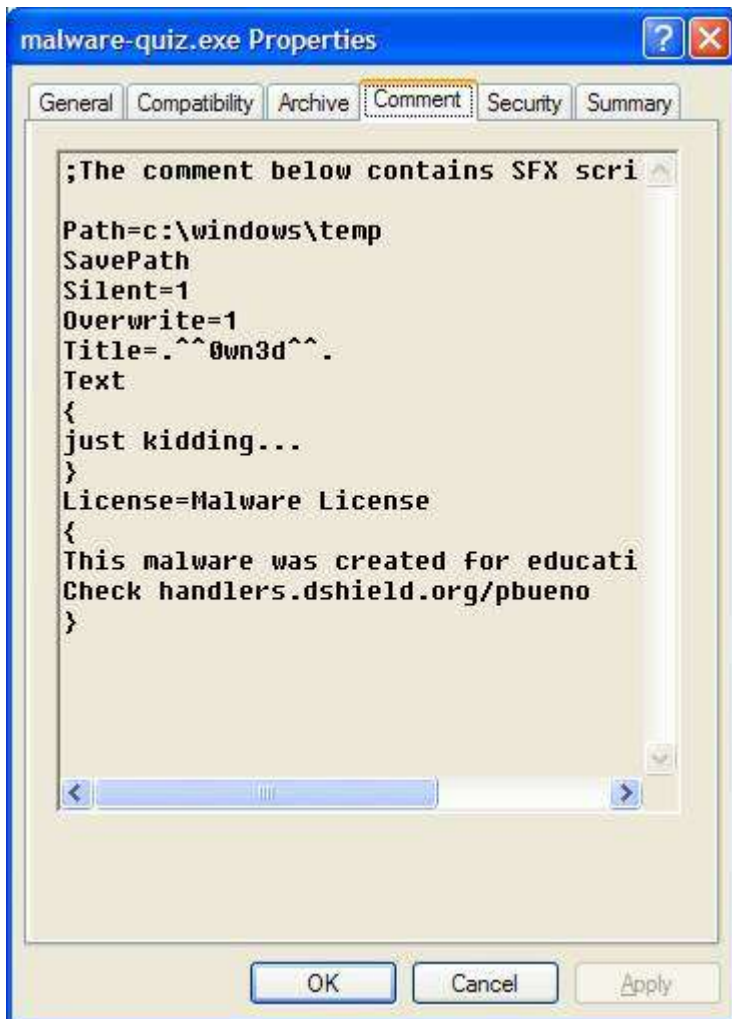 malware-quiz.exe Properties
General Compatibility Archive Comment Security Summary
;The comment below contains SFX scri
Path=c:\windows\temp
SavePath
Silent=1
Overwrite=1
Title=.^^0wn3d^^.
Text
{
just kidding...
}
License=Malware License
{
This malware was created for educati
Check handlers.dshield.org/pbueno
}
OK Cancel Apply